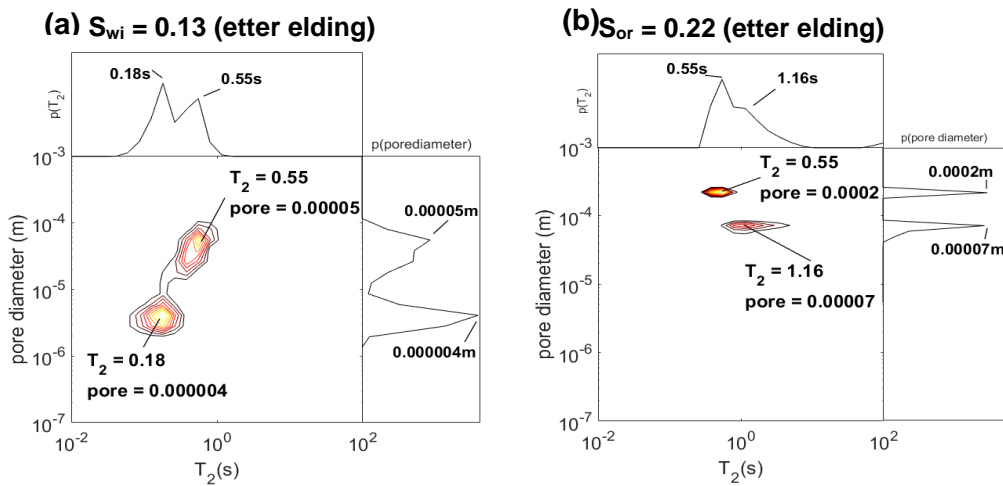 (a) Swi = 0.13 (etter elding)
0.18s
0.55s
p(T2)
p(porediameter)
10-3
10-4
10-5
10-6
10-7
pore diameter (m)
T2 = 0.55
pore = 0.00005
T2 = 0.18
pore = 0.000004
0.00005m
0.000004m
10-2
100
102
T2(s)
(b) Sor = 0.22 (etter elding)
0.55s
1.16s
p(T2)
p(pore diameter)
10-3
10-4
10-5
10-6
10-7
pore diameter (m)
T2 = 0.55
pore = 0.0002
T2 = 1.16
pore = 0.00007
0.0002m
0.00007m
10-2
100
102
T2(s)